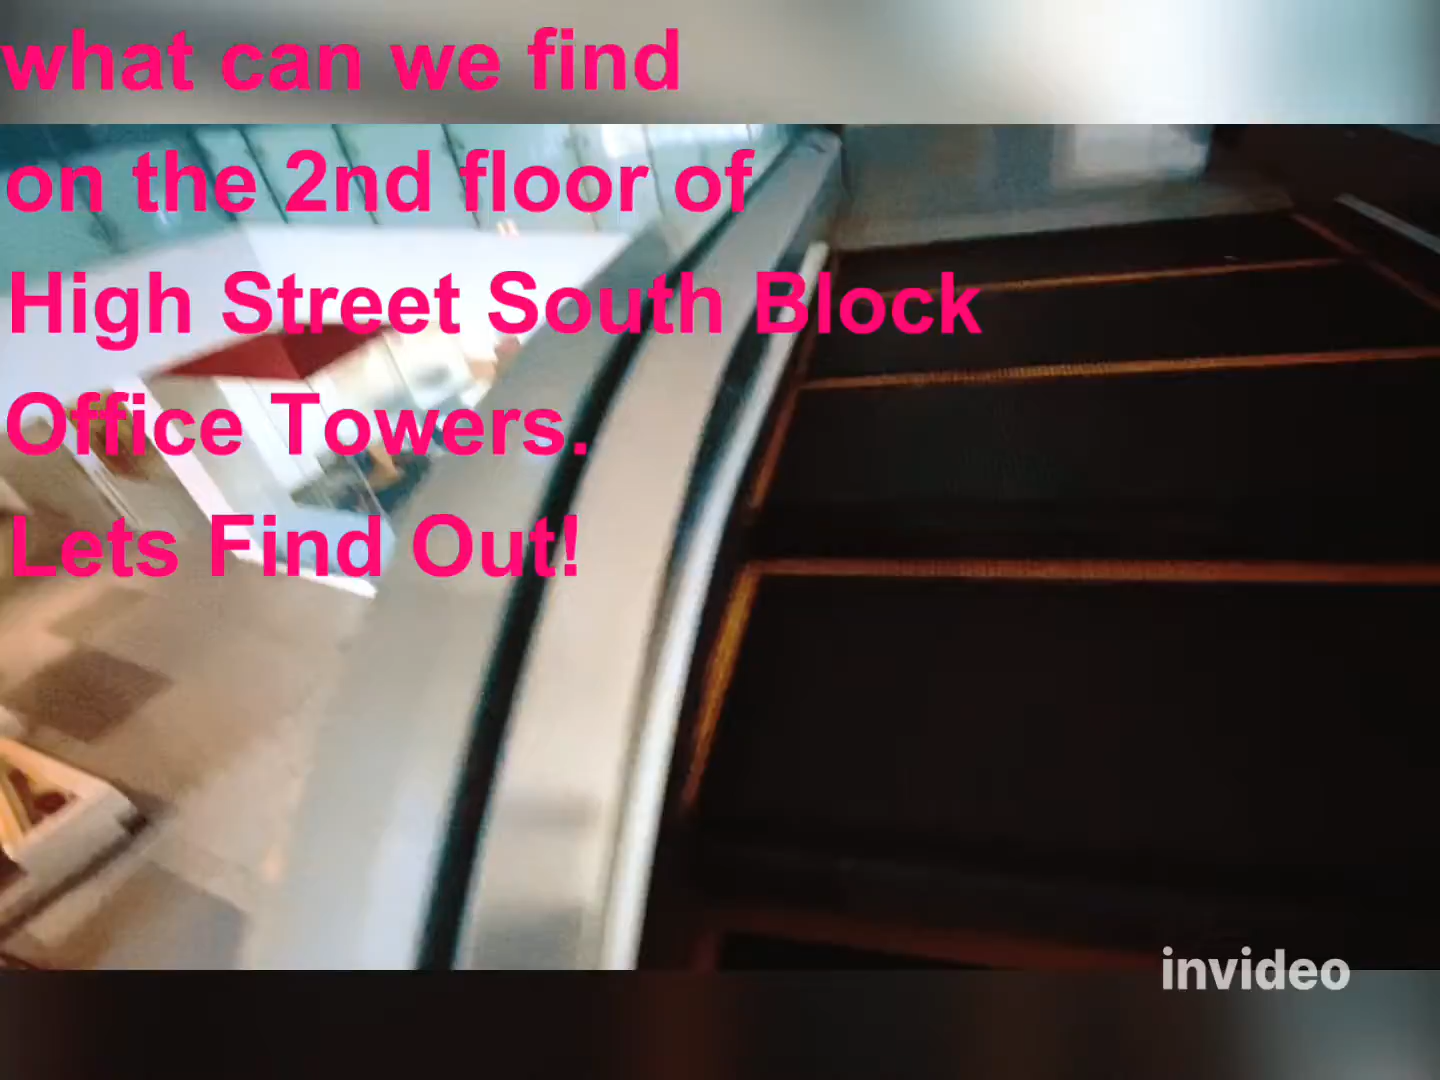 what can we find
on the 2nd floor of
High Street South Block
Office Towers.
Lets Find Out!
invideo